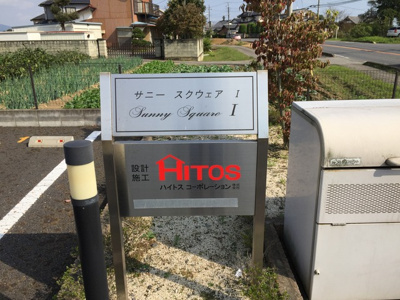 サニー スクウェア I
Sunny Square I
設計
施工
HITOS
ハイトス コーポレーション